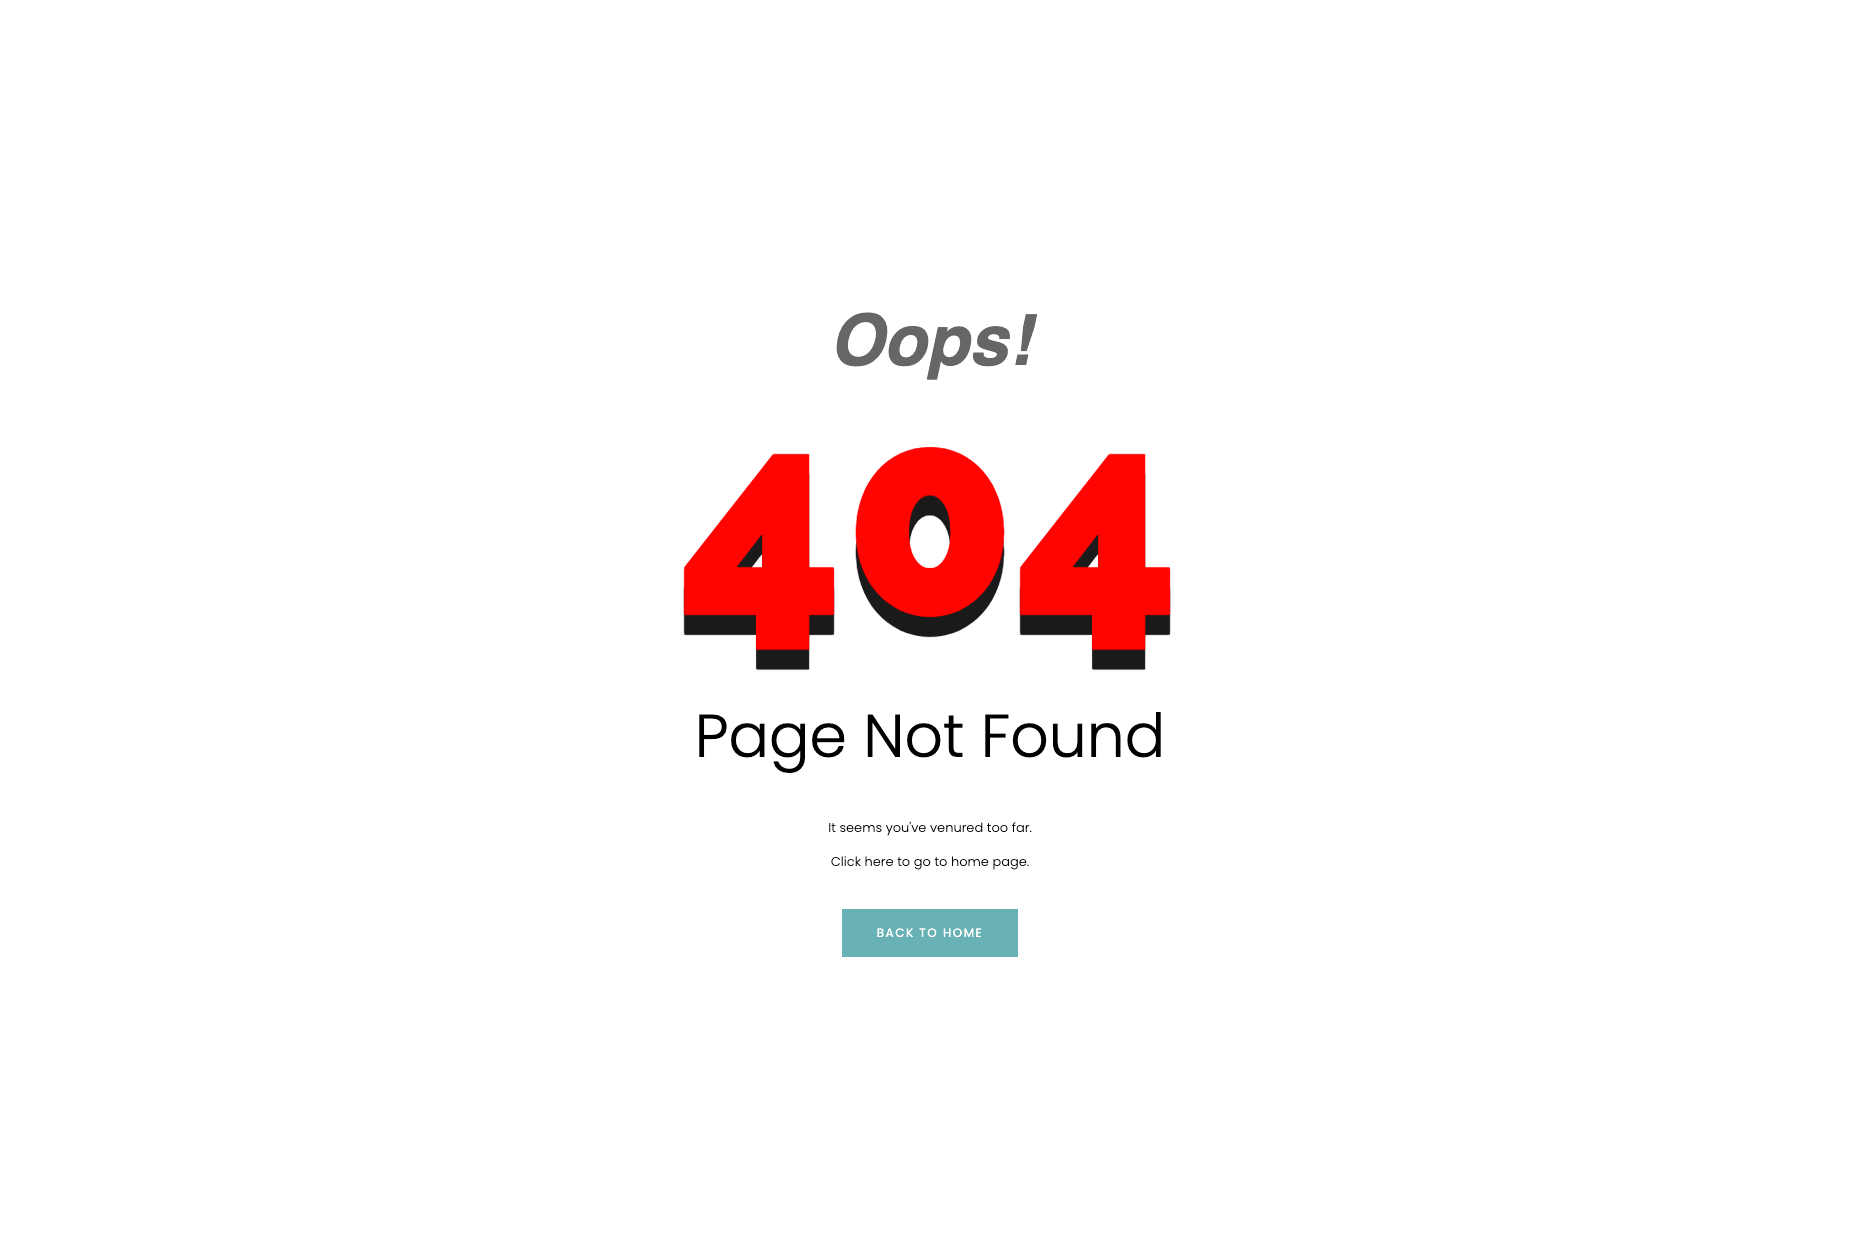 Oops!
404
Page Not Found
It seems you've venured too far.
Click here to go to home page.
BACK TO HOME